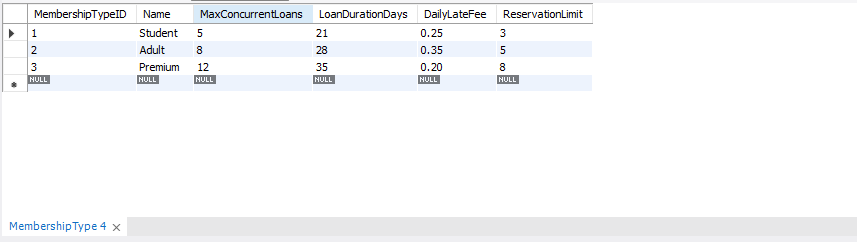 MembershipTypeID Name MaxConcurrentLoans LoanDurationDays DailyLateFee ReservationLimit
1 Student 5 21 0.25 3
2 Adult 8 28 0.35 5
3 Premium 12 35 0.20 8
NULL NULL NULL NULL NULL NULL
MembershipType 4